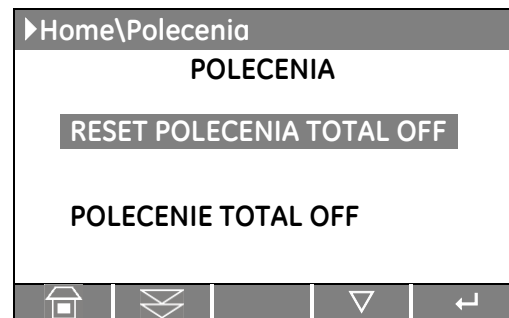 Home\Polecenia
POLECENIA
RESET POLECENIA TOTAL OFF
POLECENIE TOTAL OFF